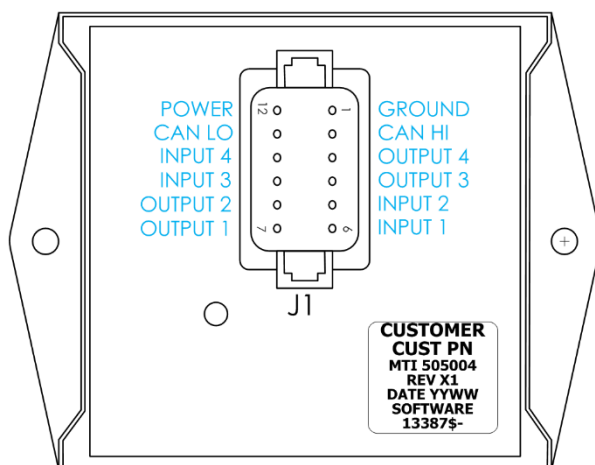 POWER 12 1 GROUND
CAN LO CAN HI
INPUT 4 OUTPUT 4
INPUT 3 OUTPUT 3
OUTPUT 2 INPUT 2
OUTPUT 1 7 6 INPUT 1
J1
CUSTOMER
CUST PN
MTI 505004
REV X1
DATE YYWW
SOFTWARE
13387$-